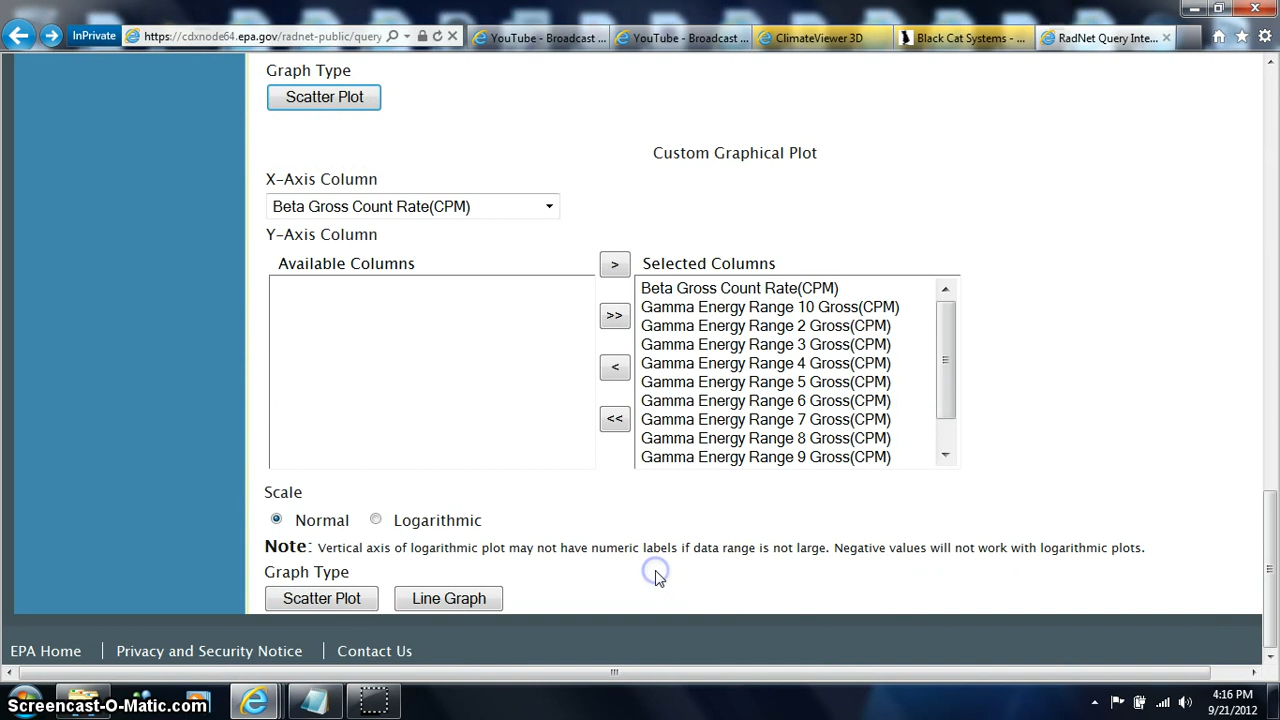 InPrivate
https://cdxnode64.epa.gov/radnet-public/query
YouTube - Broadcast ...
YouTube - Broadcast ...
ClimateViewer 3D
Black Cat Systems - ...
RadNet Query Inte...
Graph Type
Scatter Plot
Custom Graphical Plot
X-Axis Column
Beta Gross Count Rate(CPM)
Y-Axis Column
Available Columns
>
Selected Columns
>>
<
<<
Beta Gross Count Rate(CPM)
Gamma Energy Range 10 Gross(CPM)
Gamma Energy Range 2 Gross(CPM)
Gamma Energy Range 3 Gross(CPM)
Gamma Energy Range 4 Gross(CPM)
Gamma Energy Range 5 Gross(CPM)
Gamma Energy Range 6 Gross(CPM)
Gamma Energy Range 7 Gross(CPM)
Gamma Energy Range 8 Gross(CPM)
Gamma Energy Range 9 Gross(CPM)
Scale
Normal
Logarithmic
Note: Vertical axis of logarithmic plot may not have numeric labels if data range is not large. Negative values will not work with logarithmic plots.
Graph Type
Scatter Plot
Line Graph
EPA Home
Privacy and Security Notice
Contact Us
4:16 PM
9/21/2012
Screencast-O-Matic.com